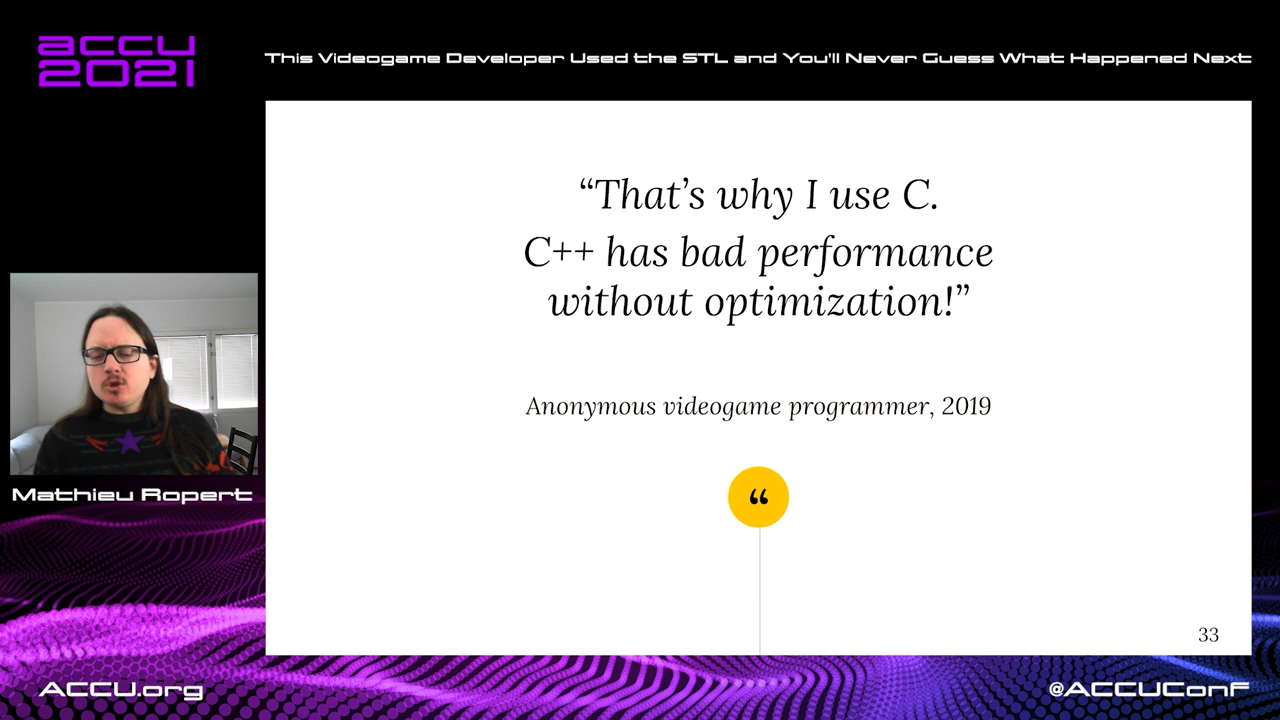 accu
2021
This Videogame Developer Used the STL and You'll Never Guess What Happened Next
“That’s why I use C.
C++ has bad performance
without optimization!”
Anonymous videogame programmer, 2019
“
33
Mathieu Ropert
ACCU.org
@ACCUConf